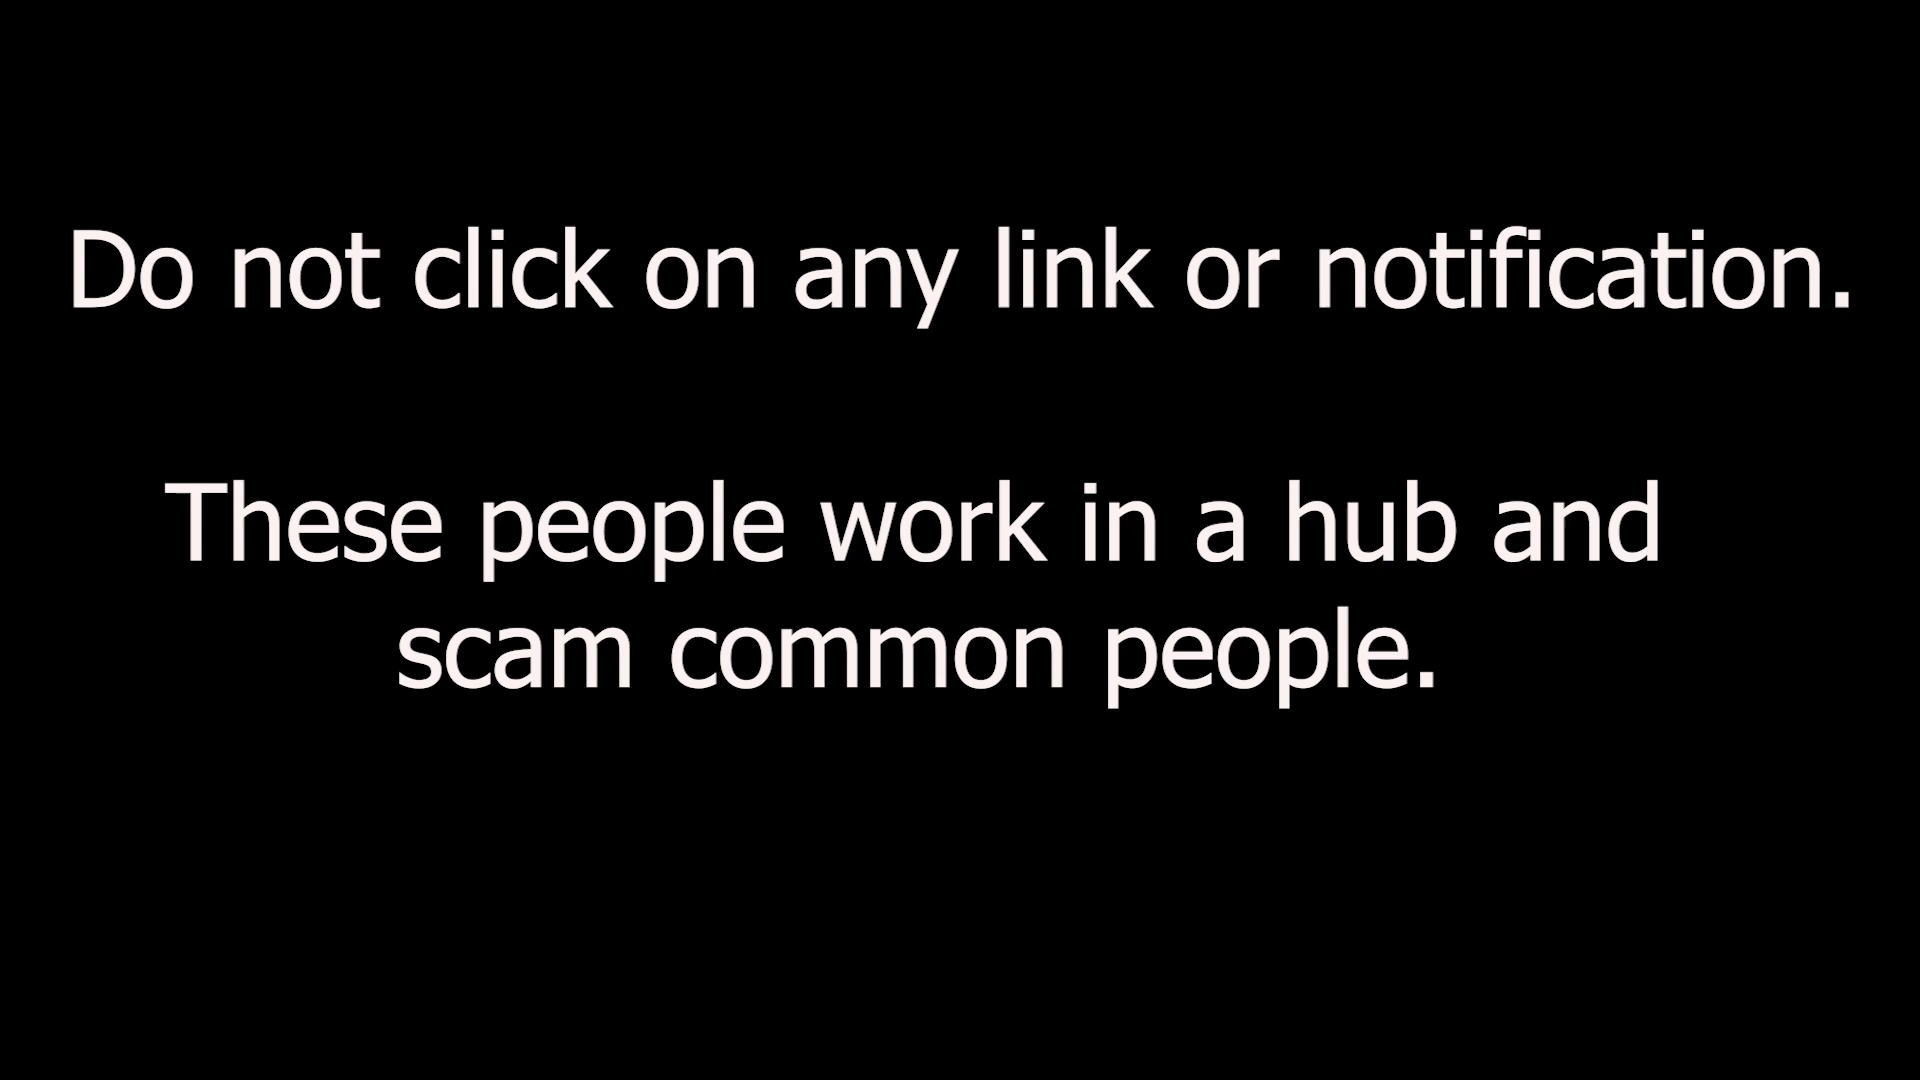 Do not click on any link or notification.
These people work in a hub and
scam common people.